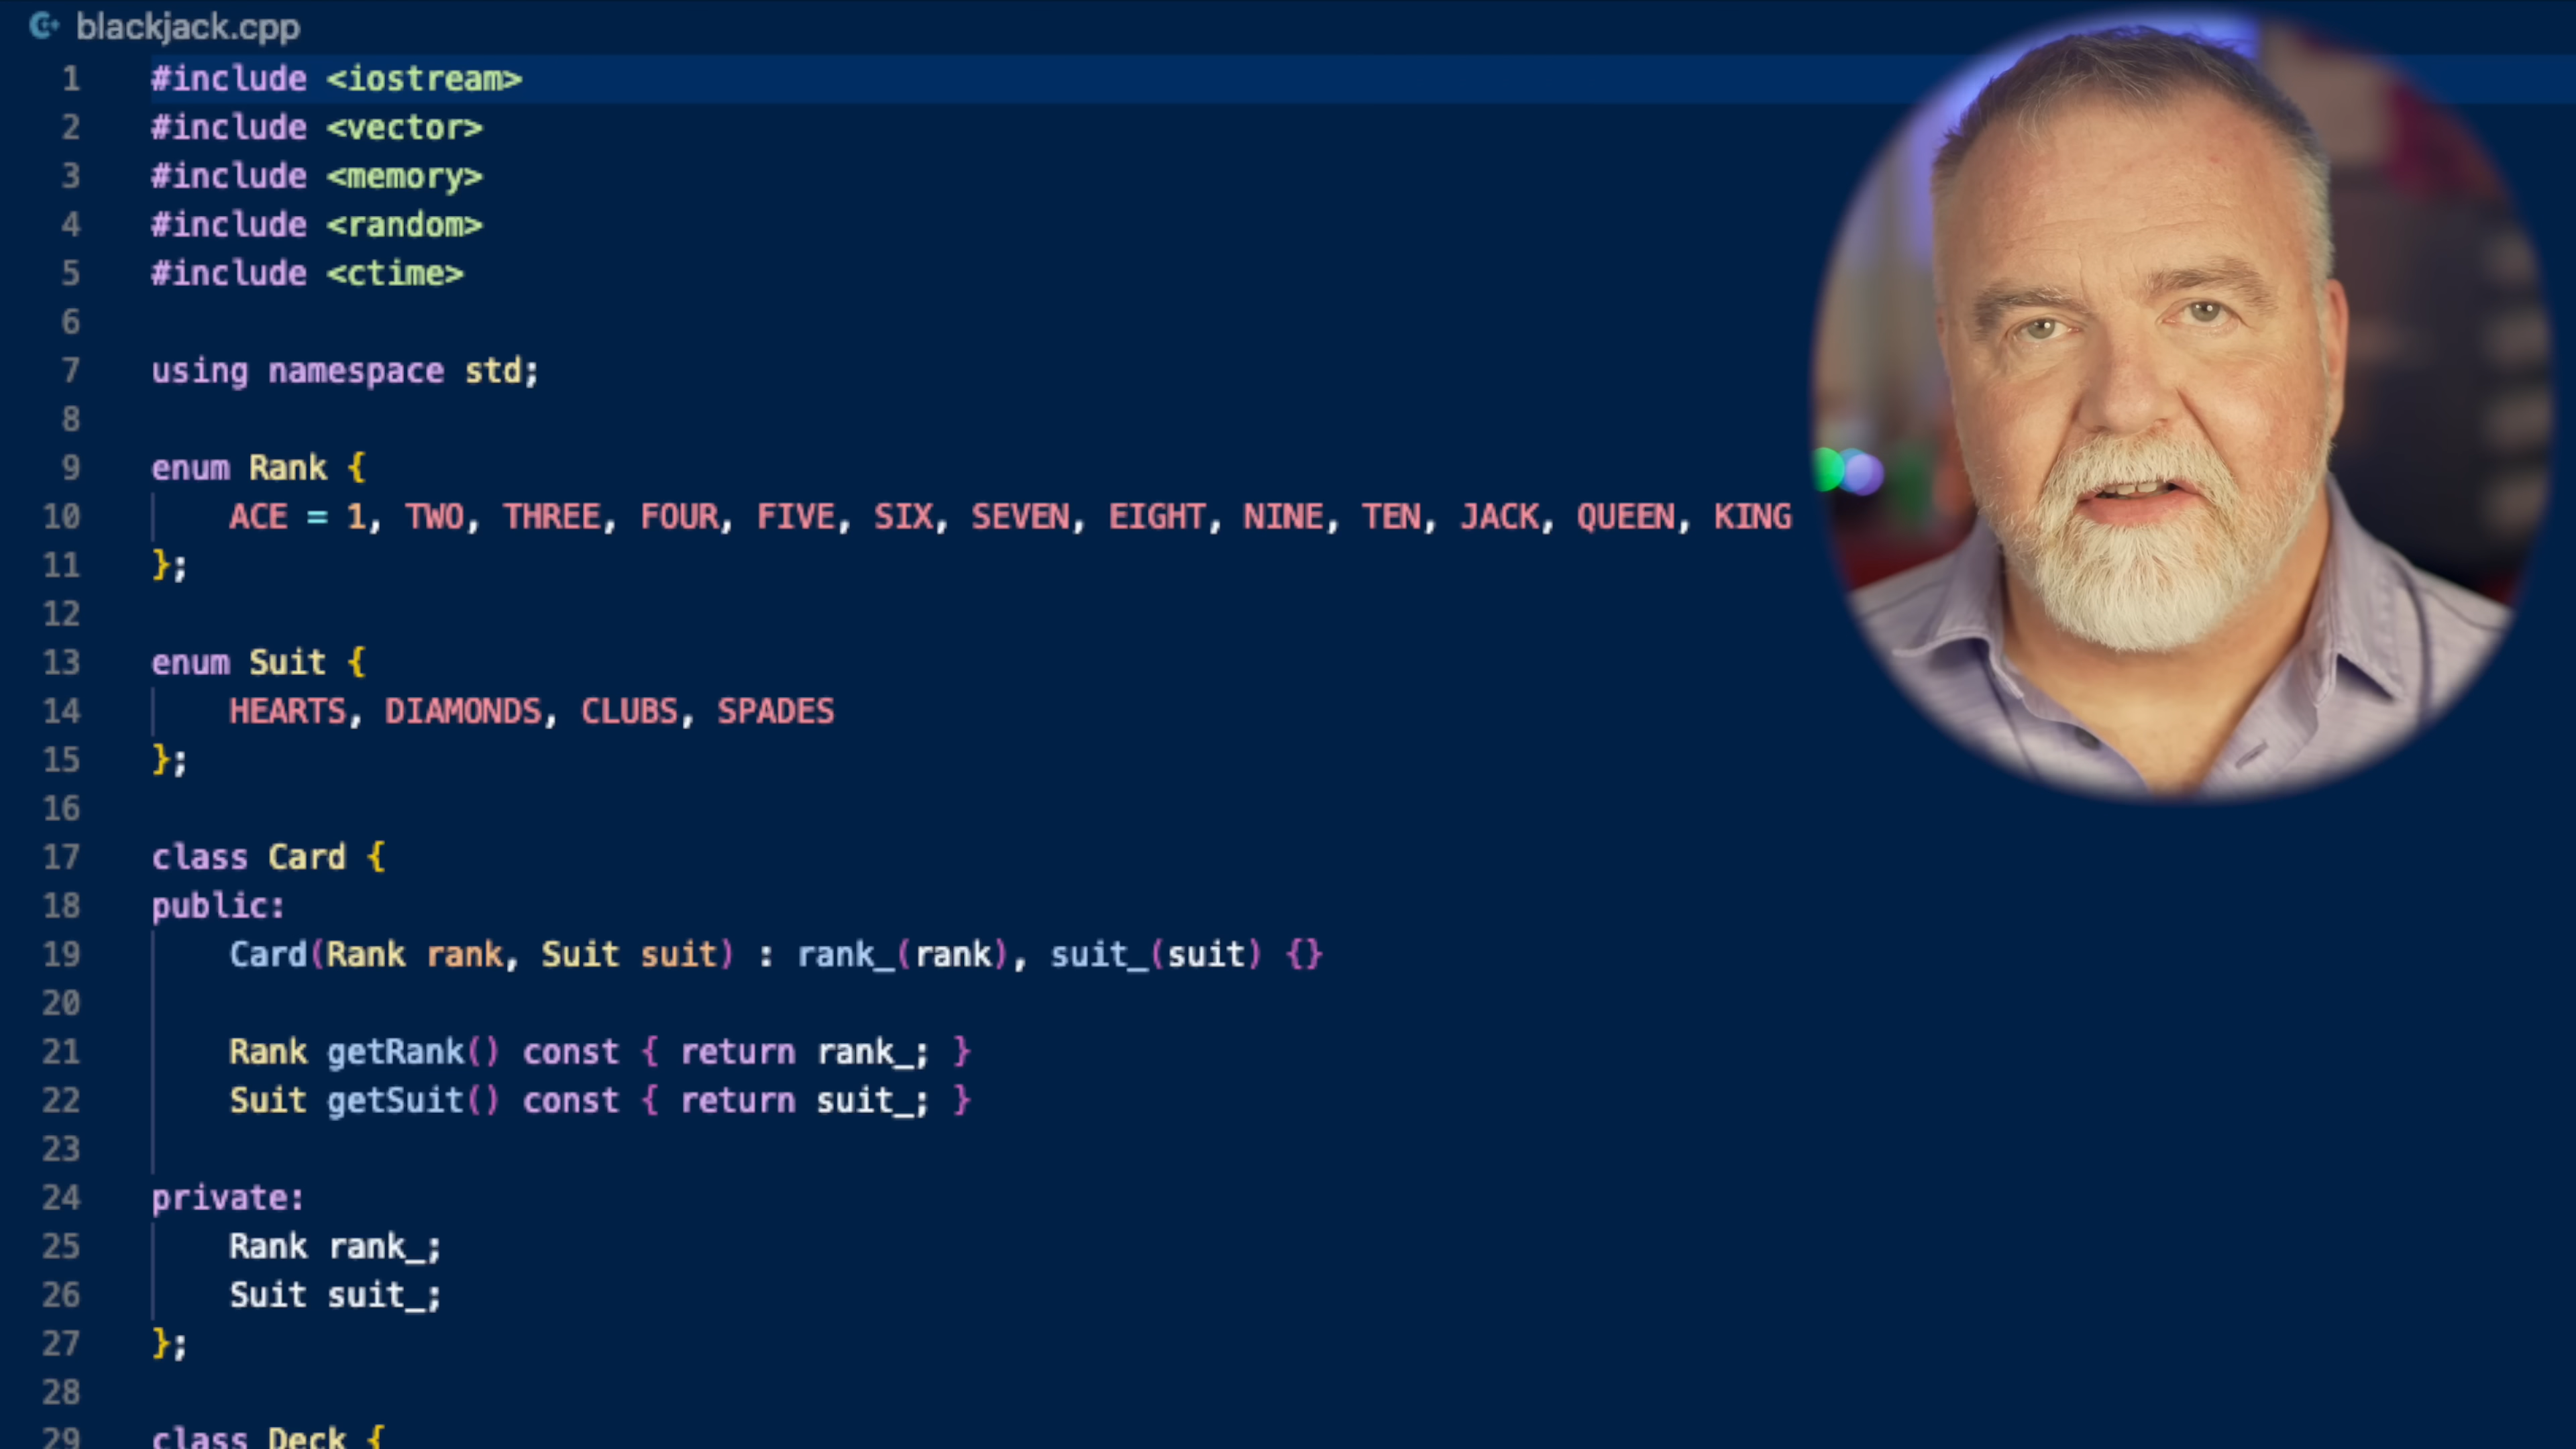 blackjack.cpp
1 #include <iostream>
2 #include <vector>
3 #include <memory>
4 #include <random>
5 #include <ctime>
6
7 using namespace std;
8
9 enum Rank {
10 ACE = 1, TWO, THREE, FOUR, FIVE, SIX, SEVEN, EIGHT, NINE, TEN, JACK, QUEEN, KING
11 };
12
13 enum Suit {
14 HEARTS, DIAMONDS, CLUBS, SPADES
15 };
16
17 class Card {
18 public:
19 Card(Rank rank, Suit suit) : rank_(rank), suit_(suit) {}
20
21 Rank getRank() const { return rank_; }
22 Suit getSuit() const { return suit_; }
23
24 private:
25 Rank rank_;
26 Suit suit_;
27 };
28
29 class Deck {